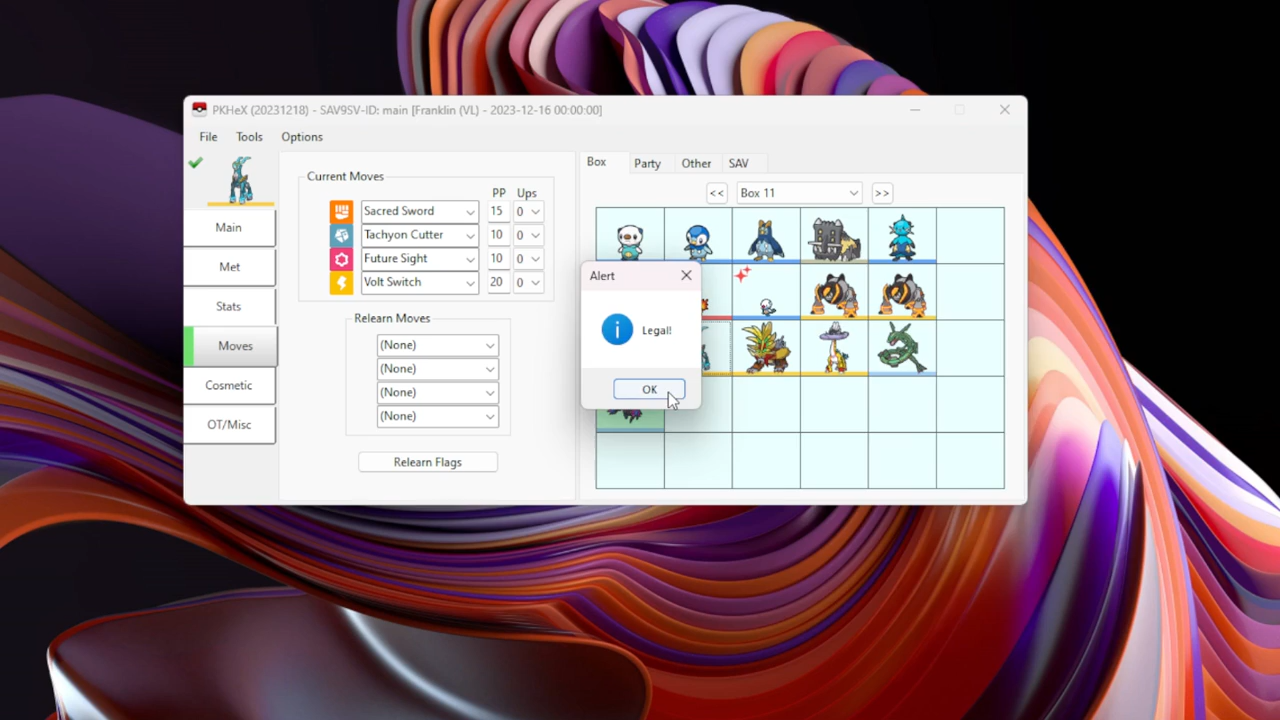 PKHeX (20231218) - SAV9SV-ID: main [Franklin (VL) - 2023-12-16 00:00:00]
File Tools Options
Main
Met
Stats
Moves
Cosmetic
OT/Misc
Current Moves
PP Ups
Sacred Sword 15 0
Tachyon Cutter 10 0
Future Sight 10 0
Volt Switch 20 0
Relearn Moves
(None)
(None)
(None)
(None)
Relearn Flags
Box Party Other SAV
<< Box 11 >>
Alert
Legal!
OK